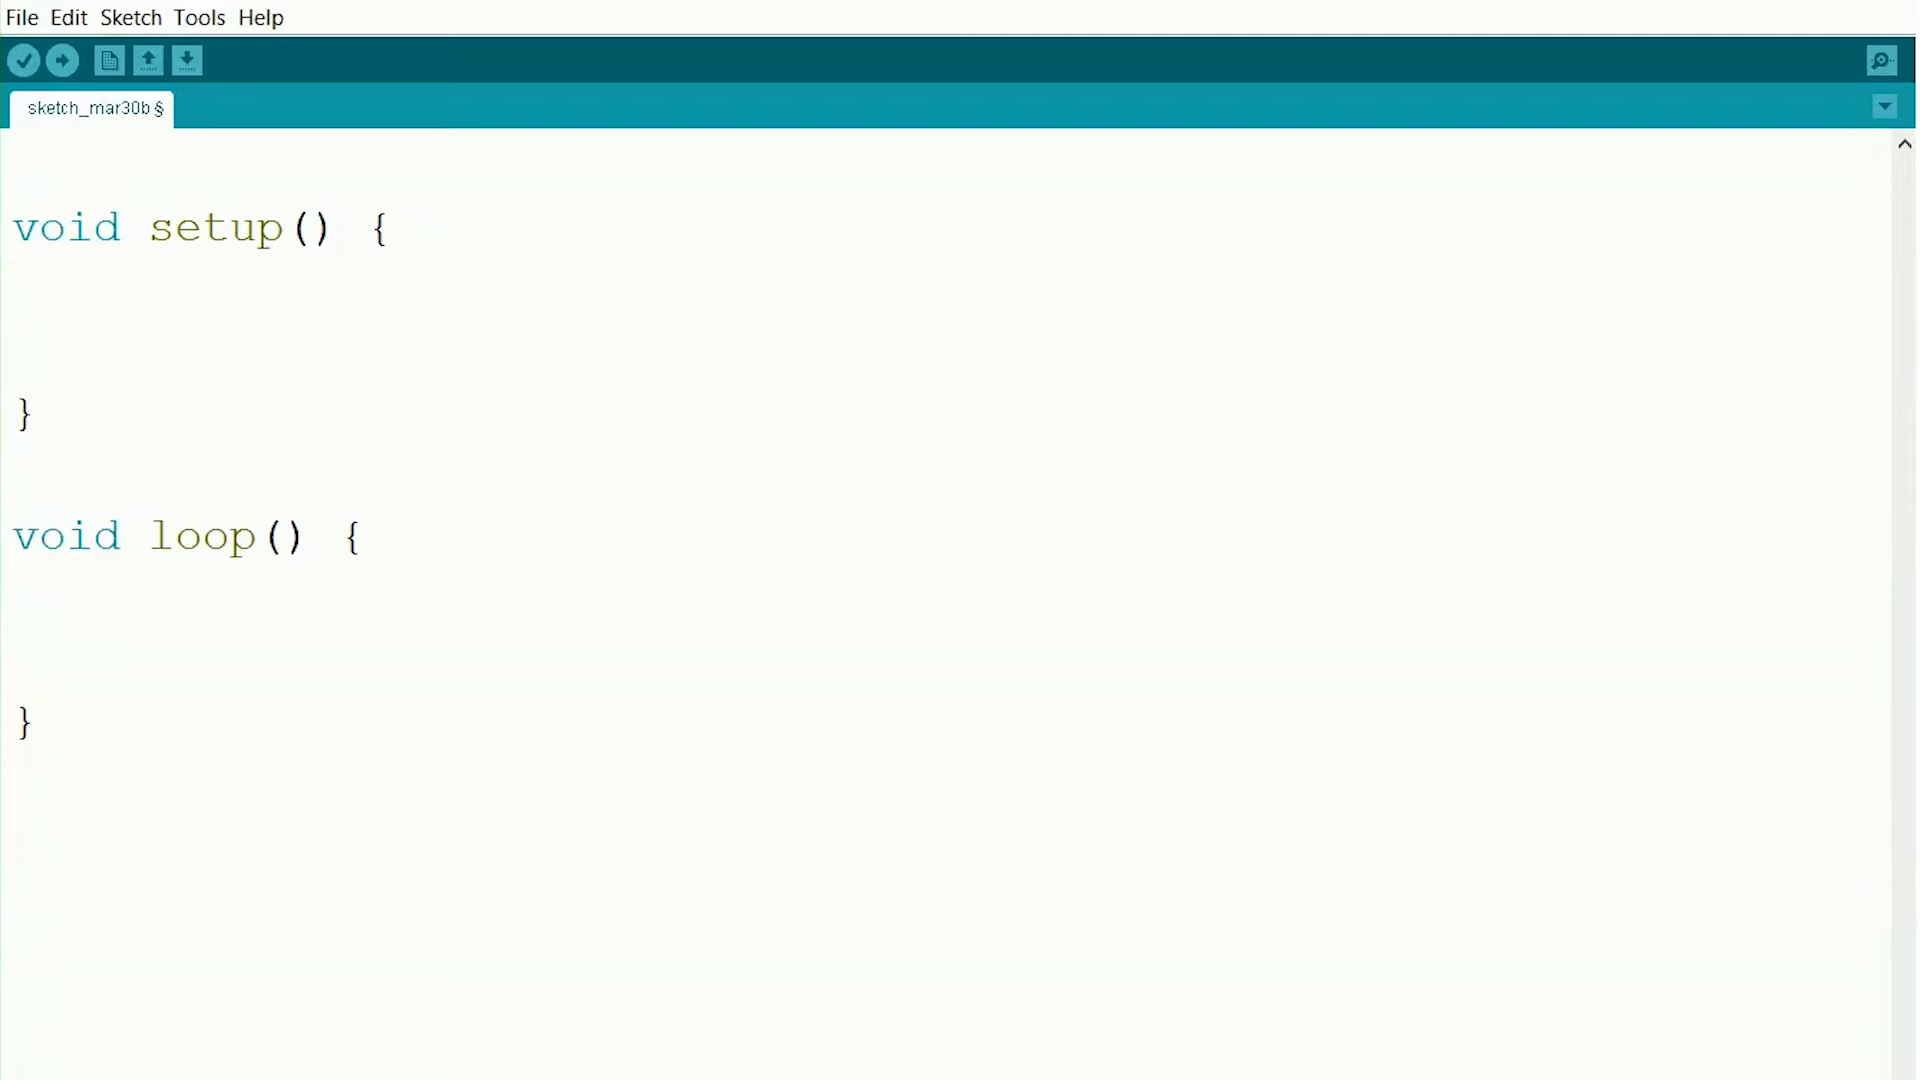 File Edit Sketch Tools Help
sketch_mar30b §
void setup() {
}
void loop() {
}